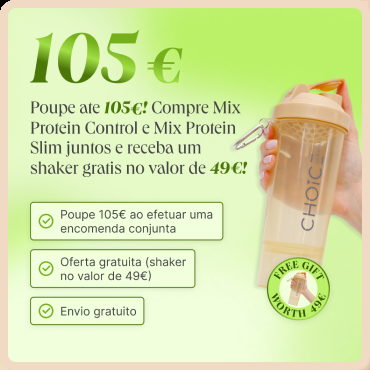 105 €
Poupe ate 105€! Compre Mix
Protein Control e Mix Protein
Slim juntos e receba um
shaker gratis no valor de 49€!
Poupe 105€ ao efetuar uma
encomenda conjunta
Oferta gratuita (shaker
no valor de 49€)
Envio gratuito
CHOICE
FREE GIFT
WORTH 49€